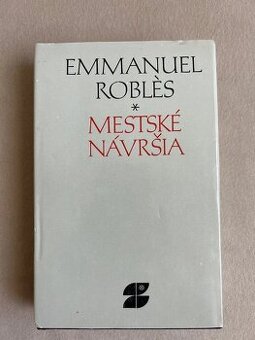 EMMANUEL
ROBLÈS
*
MESTSKÉ
NÁVRŠIA